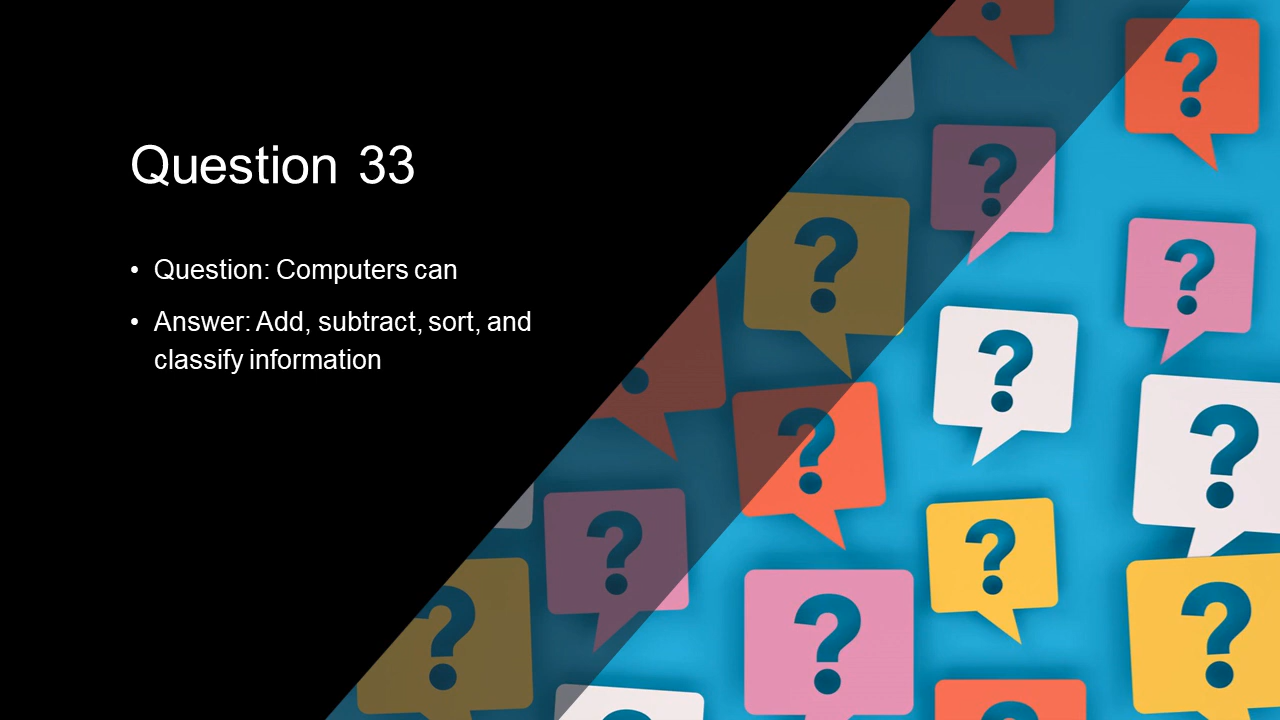 Question 33
• Question: Computers can
• Answer: Add, subtract, sort, and
classify information